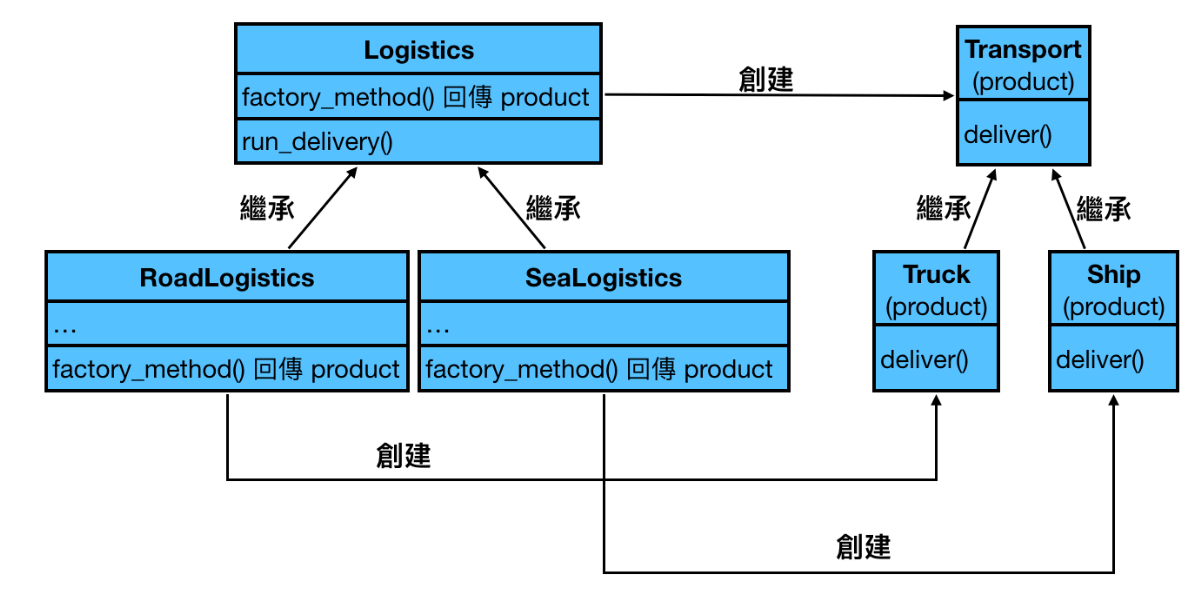 Logistics
factory_method() 回傳 product
run_delivery()
創建
Transport
(product)
deliver()
繼承
繼承
繼承
繼承
RoadLogistics
…
factory_method() 回傳 product
SeaLogistics
…
factory_method() 回傳 product
Truck
(product)
deliver()
Ship
(product)
deliver()
創建
創建